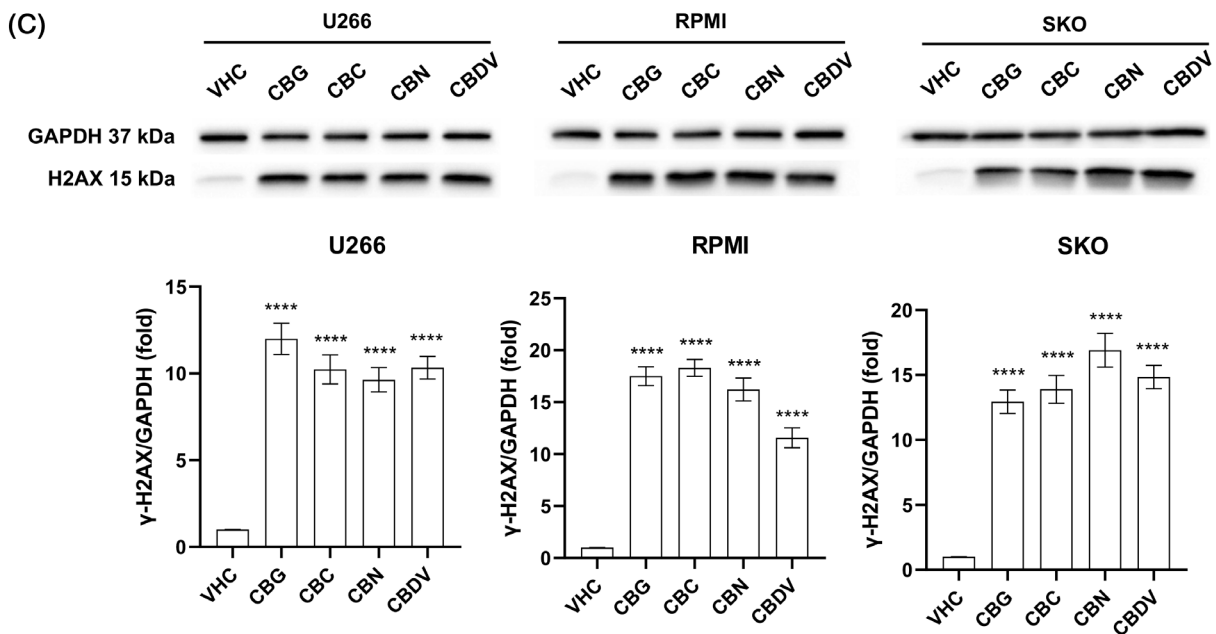 (C)
U266
RPMI
SKO
VHC CBG CBC CBN CBDV
VHC CBG CBC CBN CBDV
VHC CBG CBC CBN CBDV
GAPDH 37 kDa
H2AX 15 kDa
U266
15
10
5
0
γ-H2AX/GAPDH (fold)
**** **** **** ****
VHC CBG CBC CBN CBDV
RPMI
25
20
15
10
5
0
γ-H2AX/GAPDH (fold)
**** **** **** ****
VHC CBG CBC CBN CBDV
SKO
20
15
10
5
0
γ-H2AX/GAPDH (fold)
**** **** **** ****
VHC CBG CBC CBN CBDV